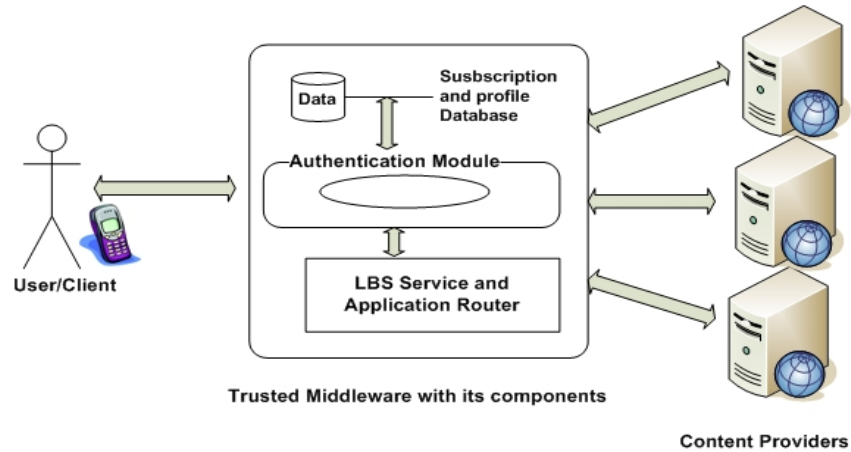 Data
Susbscription
and profile
Database
Authentication Module
User/Client
LBS Service and
Application Router
Trusted Middleware with its components
Content Providers